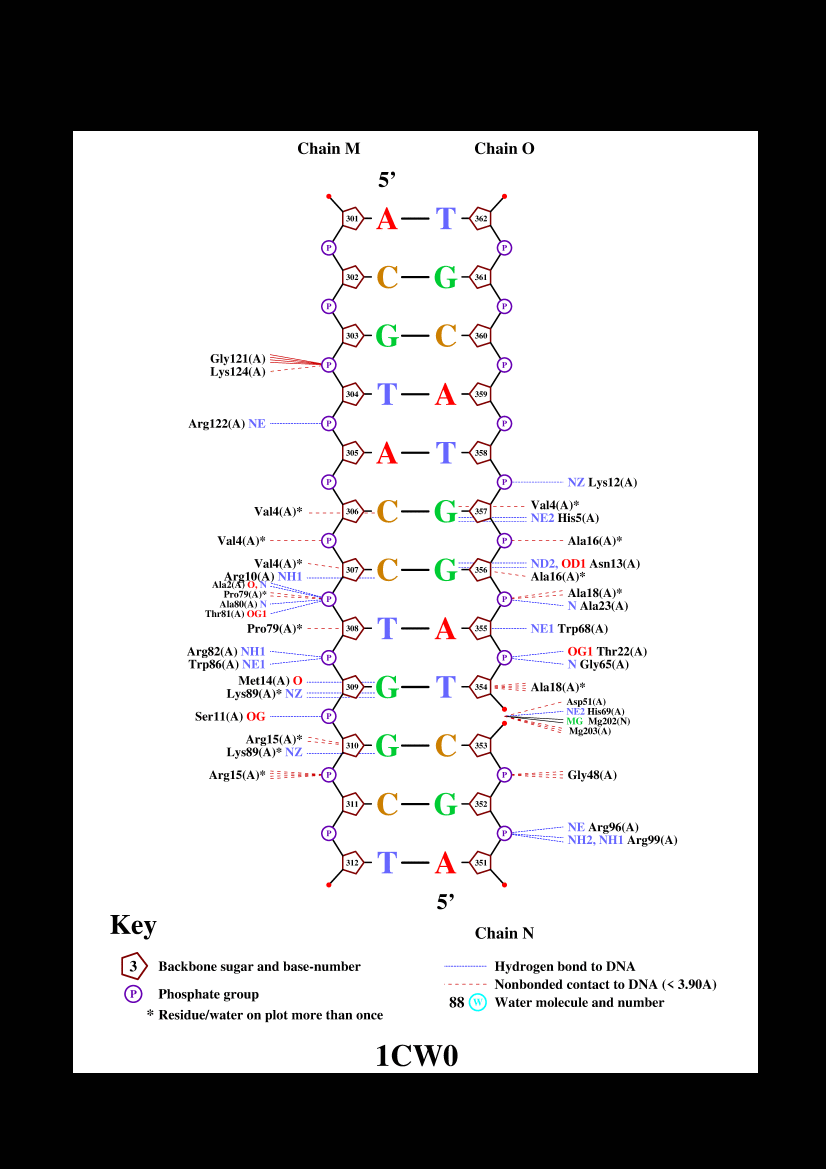 Chain M Chain O
5’
301 A T 362
P P
302 C G 361
P P
303 G C 360
Gly121(A)
P P
Lys124(A)
304 T A 359
Arg122(A) NE P P
305 A T 358
P P NZ Lys12(A)
Val4(A)*
Val4(A)* 306 C G 357
NE2 His5(A)
Val4(A)* P P Ala16(A)*
Val4(A)* ND2, OD1 Asn13(A)
307 C G 356
Arg10(A) NH1 Ala16(A)*
Ala2(A) O, N
Pro79(A)* Ala18(A)*
P P
Ala80(A) N N Ala23(A)
Thr81(A) OG1
Pro79(A)* 308 T A 355 NE1 Trp68(A)
Arg82(A) NH1 OG1 Thr22(A)
P P
Trp86(A) NE1 N Gly65(A)
Met14(A) O
309 G T 354 Ala18(A)*
Lys89(A)* NZ
Asp51(A)
NE2 His69(A)
Ser11(A) OG P
MG Mg202(N)
Mg203(A)
Arg15(A)*
310 G C 353
Lys89(A)* NZ
Arg15(A)* P P Gly48(A)
311 C G 352
NE Arg96(A)
P P
NH2, NH1 Arg99(A)
312 T A 351
5’
Key
Chain N
3 Backbone sugar and base-number
Hydrogen bond to DNA
Nonbonded contact to DNA (< 3.90A)
P Phosphate group
88 W Water molecule and number
* Residue/water on plot more than once
1CW0